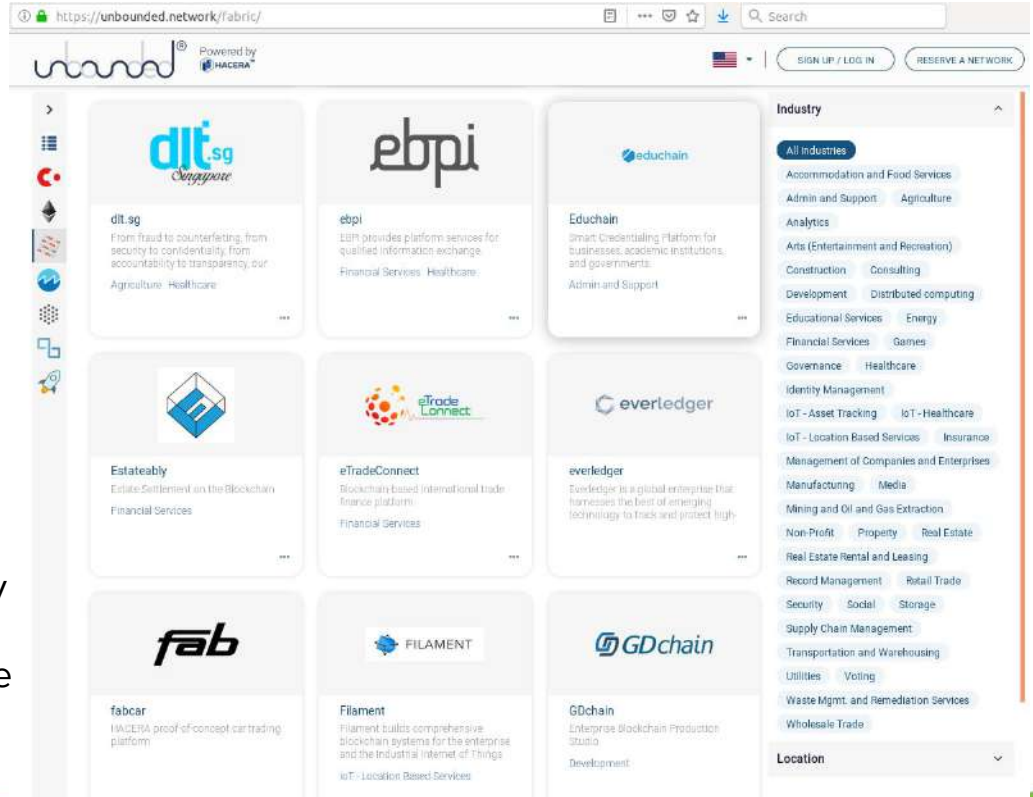 https://unbounded.network/fabric/
Search
unbounded®
Powered by
HACERA™
SIGN UP / LOG IN
RESERVE A NETWORK
dlt.sg
Singapore
dlt.sg
From fraud to counterfeiting, from
security to confidentiality, from
accountability to transparency, our
Agriculture Healthcare
ebpi
ebpi
EBPI provides platform services for
qualified information exchange
Financial Services Healthcare
educhain
Educhain
Smart Credentialing Platform for
businesses, academic institutions,
and governments.
Admin and Support
Estateably
Estate Settlement on the Blockchain
Financial Services
eTrade
Connect
eTradeConnect
Blockchain-based international trade
finance platform
Financial Services
everledger
everledger
Everledger is a global enterprise that
harnesses the best of emerging
technology to track and protect high-
fab
fabcar
HACERA proof-of-concept car trading
platform
FILAMENT
Filament
Filament builds comprehensive
blockchain systems for the enterprise
and the Industrial Internet of Things
IoT - Location Based Services
GDchain
GDchain
Enterprise Blockchain Production
Studio
Development
Industry
All Industries
Accommodation and Food Services
Admin and Support Agriculture
Analytics
Arts (Entertainment and Recreation)
Construction Consulting
Development Distributed computing
Educational Services Energy
Financial Services Games
Governance Healthcare
Identity Management
IoT - Asset Tracking IoT - Healthcare
IoT - Location Based Services Insurance
Management of Companies and Enterprises
Manufacturing Media
Mining and Oil and Gas Extraction
Non-Profit Property Real Estate
Real Estate Rental and Leasing
Record Management Retail Trade
Security Social Storage
Supply Chain Management
Transportation and Warehousing
Utilities Voting
Waste Mgmt. and Remediation Services
Wholesale Trade
Location